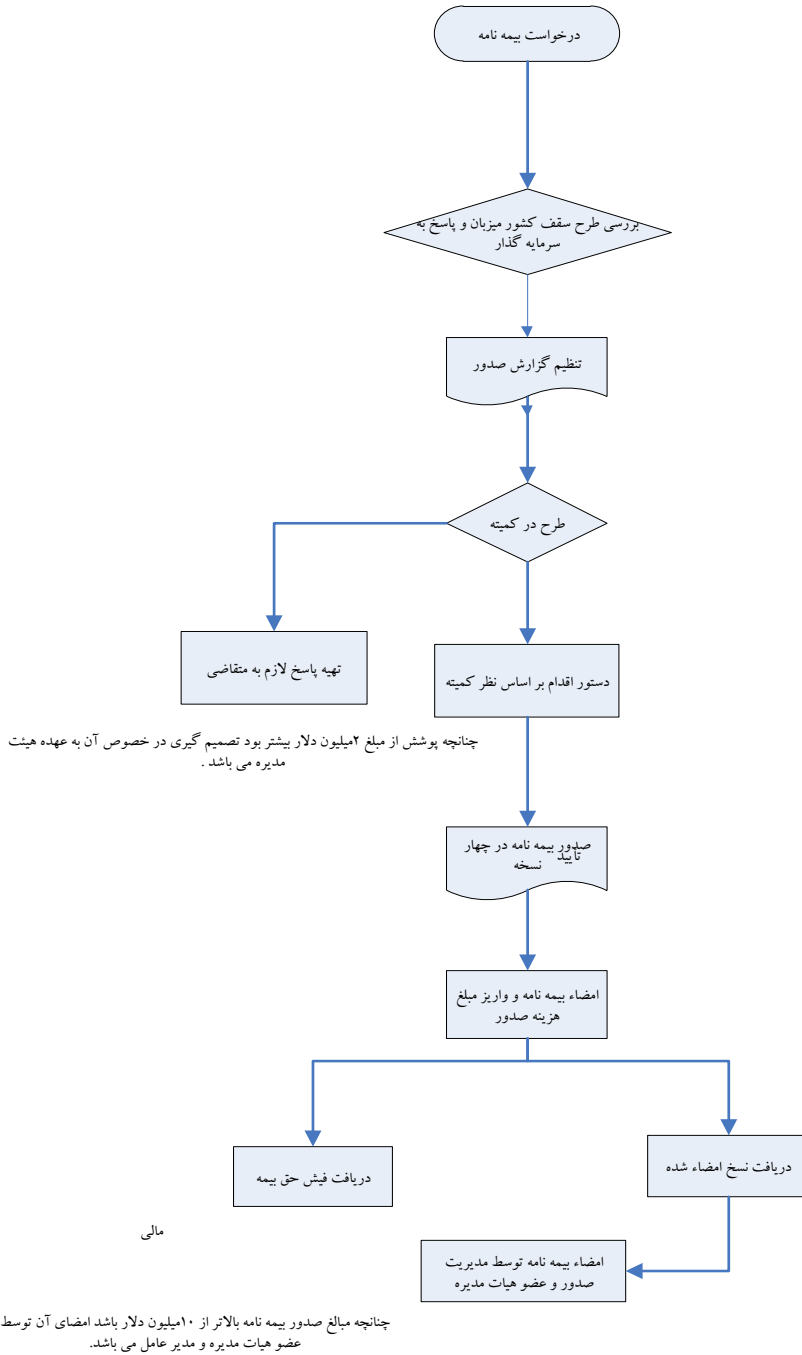 درخواست بیمه نامه
بررسی طرح سقف کشور میزبان و پاسخ به
سرمایه گذار
تنظیم گزارش صدور
طرح در کمیته
تهیه پاسخ لازم به متقاضی
دستور اقدام بر اساس نظر کمیته
چنانچه پوشش از مبلغ ۲میلیون دلار بیشتر بود تصمیم گیری در خصوص آن به عهده هیئت
مدیره می باشد .
صدور بیمه نامه در چهار
تایید
نسخه
امضاء بیمه نامه و واریز مبلغ
هزینه صدور
دریافت نسخ امضاء شده
دریافت فیش حق بیمه
مالی
امضاء بیمه نامه توسط مدیریت
صدور و عضو هیات مدیره
چنانچه مبالغ صدور بیمه نامه بالاتر از ۱۰میلیون دلار باشد امضای آن توسط
عضو هیات مدیره و مدیر عامل می باشد.